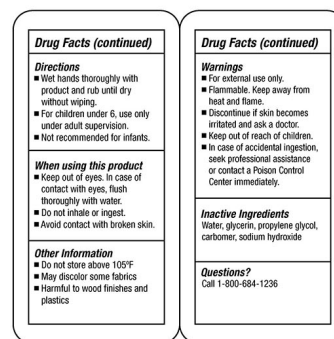 Drug Facts (continued)
Directions
■ Wet hands thoroughly with
product and rub until dry
without wiping.
■ For children under 6, use only
under adult supervision.
■ Not recommended for infants.
When using this product
■ Keep out of eyes. In case of
contact with eyes, flush
thoroughly with water.
■ Do not inhale or ingest.
■ Avoid contact with broken skin.
Other Information
■ Do not store above 105ºF
■ May discolor some fabrics
■ Harmful to wood finishes and
plastics
Drug Facts (continued)
Warnings
■ For external use only.
■ Flammable. Keep away from
heat and flame.
■ Discontinue if skin becomes
irritated and ask a doctor.
■ Keep out of reach of children.
■ In case of accidental ingestion,
seek professional assistance
or contact a Poison Control
Center immediately.
Inactive Ingredients
Water, glycerin, propylene glycol,
carbomer, sodium hydroxide
Questions?
Call 1-800-684-1236